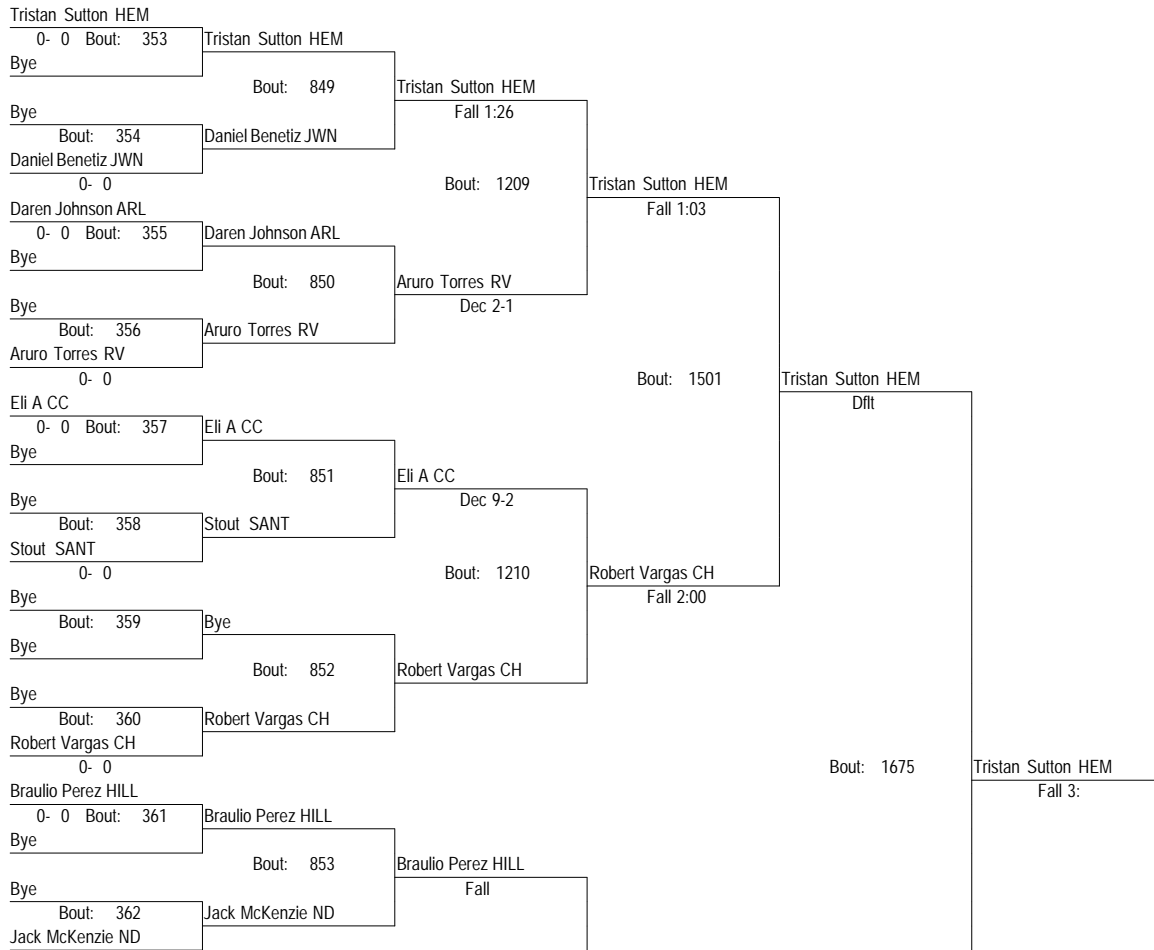 Tristan Sutton HEM
0- 0 Bout: 353 Tristan Sutton HEM
Bye
Bout: 849 Tristan Sutton HEM
Bye Fall 1:26
Bout: 354 Daniel Benetiz JWN
Daniel Benetiz JWN
0- 0 Bout: 1209 Tristan Sutton HEM
Daren Johnson ARL Fall 1:03
0- 0 Bout: 355 Daren Johnson ARL
Bye
Bout: 850 Aruro Torres RV
Bye Dec 2-1
Bout: 356 Aruro Torres RV
Aruro Torres RV
0- 0 Bout: 1501 Tristan Sutton HEM
Eli A CC Dflt
0- 0 Bout: 357 Eli A CC
Bye
Bout: 851 Eli A CC
Bye Dec 9-2
Bout: 358 Stout SANT
Stout SANT
0- 0 Bout: 1210 Robert Vargas CH
Bye Fall 2:00
Bout: 359 Bye
Bye
Bout: 852 Robert Vargas CH
Bye
Bout: 360 Robert Vargas CH
Robert Vargas CH
0- 0 Bout: 1675 Tristan Sutton HEM
Braulio Perez HILL Fall 3:
0- 0 Bout: 361 Braulio Perez HILL
Bye
Bout: 853 Braulio Perez HILL
Bye Fall
Bout: 362 Jack McKenzie ND
Jack McKenzie ND